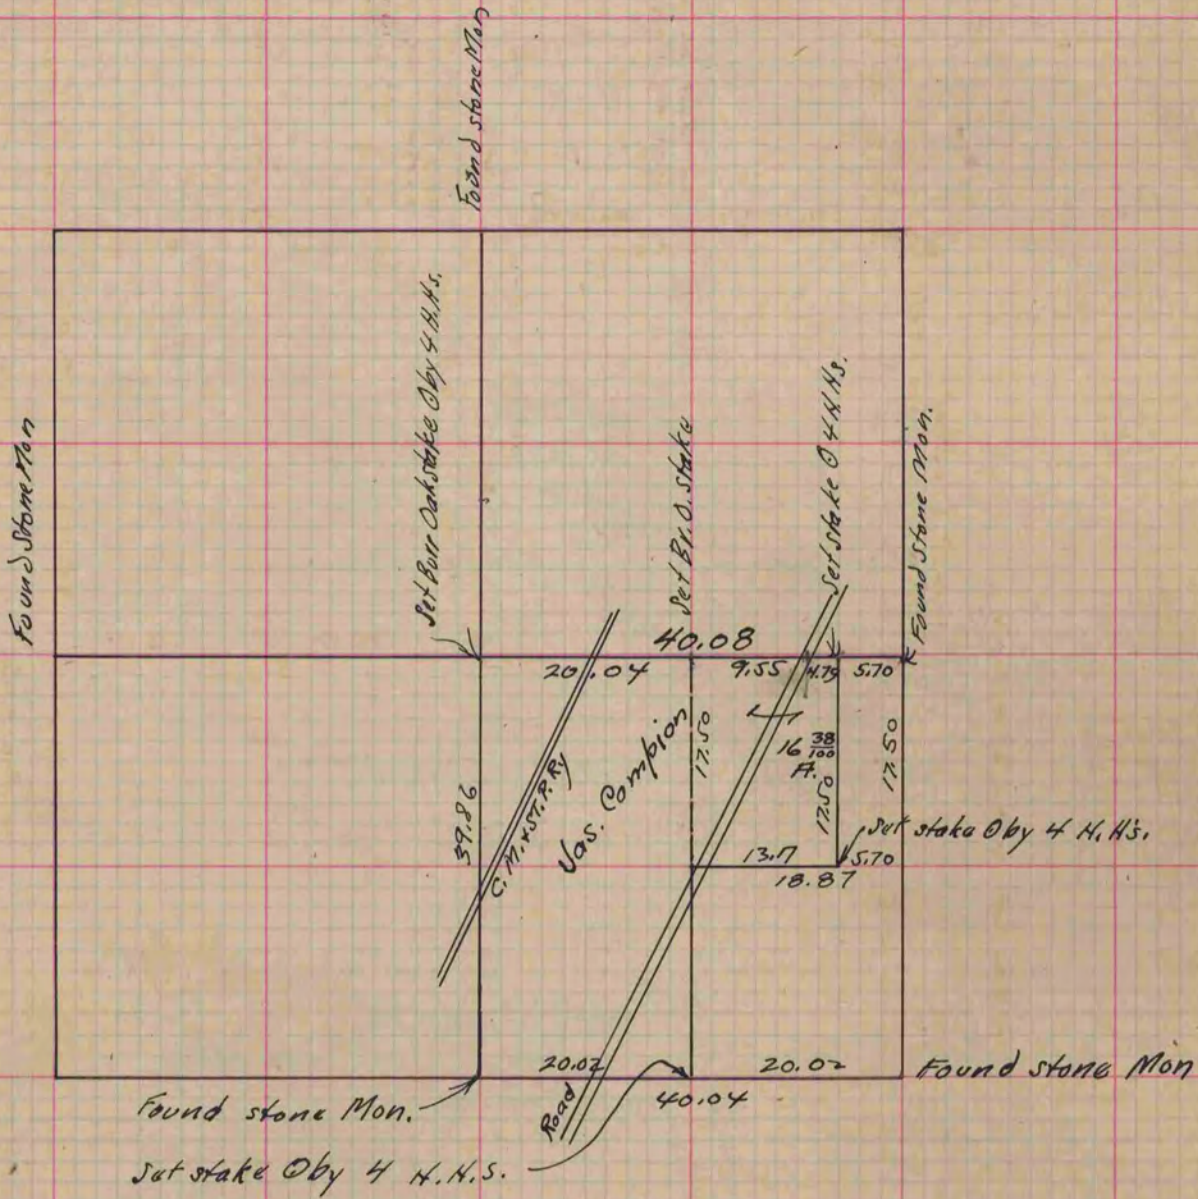 Found stone Mon
Found Stone Mon
Set Burr Oak stake O by 4 H.H.s.
Set Br. O. stake
Set stake O 4 H.H.s.
Found stone Mon.
40.08
20.04
9.55
4.79
5.70
39.86
C. M. & ST. P. Ry
Jas. Compion
17.50
16 38/100
A.
17.50
17.50
Set stake O by 4 H. H's.
13.17
5.70
18.87
20.02
20.02
40.04
Road
Found stone Mon
Found stone Mon.
Set stake O by 4 H.H.S.